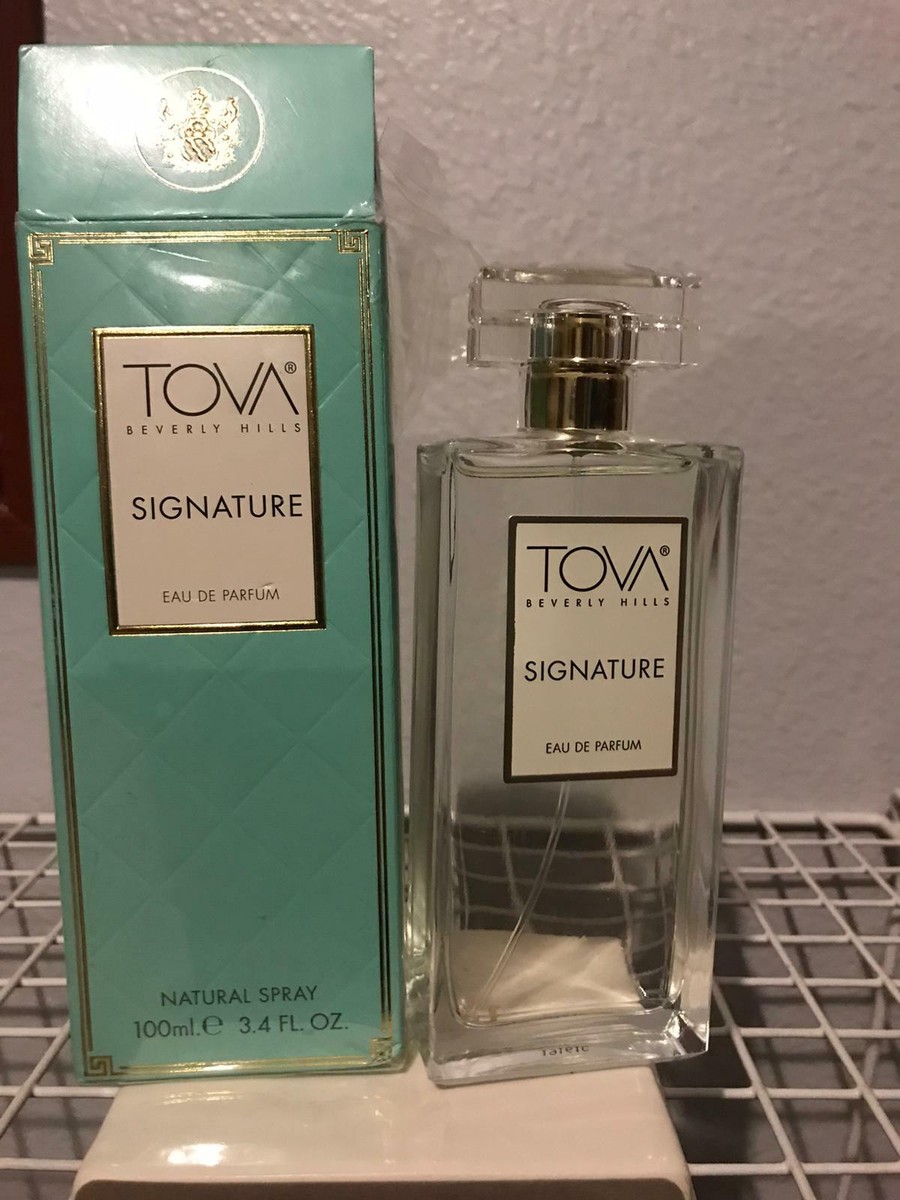 TOVA®
BEVERLY HILLS
SIGNATURE
EAU DE PARFUM
NATURAL SPRAY
100ml.℮ 3.4 FL. OZ.
TOVA®
BEVERLY HILLS
SIGNATURE
EAU DE PARFUM